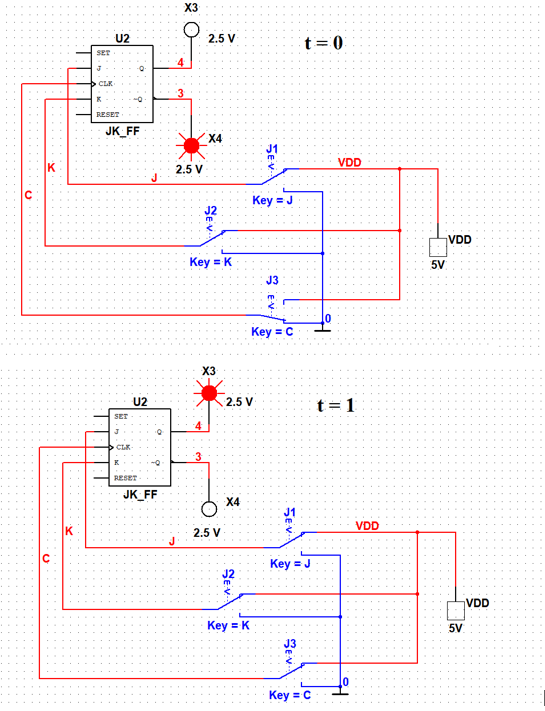 X3
2.5 V
t = 0
U2
SET
J Q
CLK
K ~Q
RESET
JK_FF
4
3
X4
2.5 V
K
C
J
J1
VDD
Key = J
J2
Key = K
VDD
5V
J3
Key = C
0
X3
2.5 V
t = 1
U2
SET
J Q
CLK
K ~Q
RESET
JK_FF
4
3
X4
2.5 V
K
C
J
J1
VDD
Key = J
J2
Key = K
VDD
5V
J3
Key = C
0